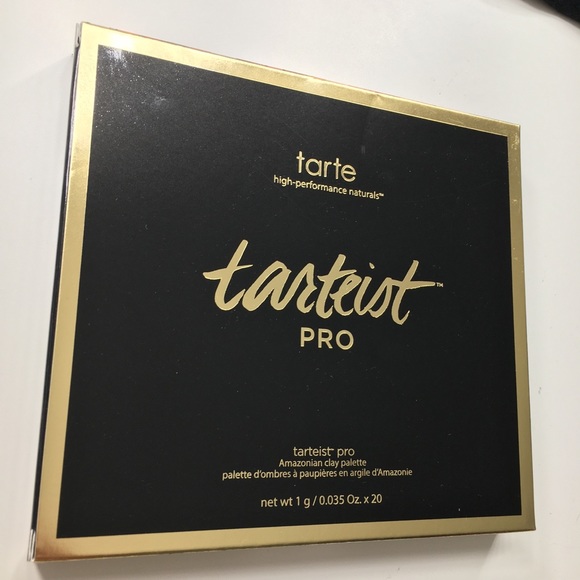 tarte
high-performance naturals™
tarteist™
PRO
tarteist™ pro
Amazonian clay palette
palette d'ombres à paupières en argile d'Amazonie
net wt 1 g / 0.035 Oz. x 20